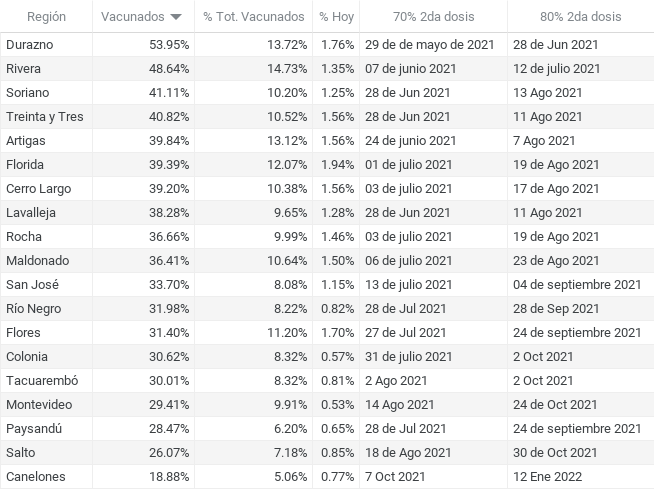 Región Vacunados % Tot. Vacunados % Hoy 70% 2da dosis 80% 2da dosis
Durazno 53.95% 13.72% 1.76% 29 de de mayo de 2021 28 de Jun 2021
Rivera 48.64% 14.73% 1.35% 07 de junio 2021 12 de julio 2021
Soriano 41.11% 10.20% 1.25% 28 de Jun 2021 13 Ago 2021
Treinta y Tres 40.82% 10.52% 1.56% 28 de Jun 2021 11 Ago 2021
Artigas 39.84% 13.12% 1.56% 24 de junio 2021 7 Ago 2021
Florida 39.39% 12.07% 1.94% 01 de julio 2021 19 de Ago 2021
Cerro Largo 39.20% 10.38% 1.56% 03 de julio 2021 17 de Ago 2021
Lavalleja 38.28% 9.65% 1.28% 28 de Jun 2021 11 Ago 2021
Rocha 36.66% 9.99% 1.46% 03 de julio 2021 19 de Ago 2021
Maldonado 36.41% 10.64% 1.50% 06 de julio 2021 23 de Ago 2021
San José 33.70% 8.08% 1.15% 13 de julio 2021 04 de septiembre 2021
Río Negro 31.98% 8.22% 0.82% 28 de Jul 2021 28 de Sep 2021
Flores 31.40% 11.20% 1.70% 27 de Jul 2021 24 de septiembre 2021
Colonia 30.62% 8.32% 0.57% 31 de julio 2021 2 Oct 2021
Tacuarembó 30.01% 8.32% 0.81% 2 Ago 2021 2 Oct 2021
Montevideo 29.41% 9.91% 0.53% 14 Ago 2021 24 de Oct 2021
Paysandú 28.47% 6.20% 0.65% 28 de Jul 2021 24 de septiembre 2021
Salto 26.07% 7.18% 0.85% 18 de Ago 2021 30 de Oct 2021
Canelones 18.88% 5.06% 0.77% 7 Oct 2021 12 Ene 2022